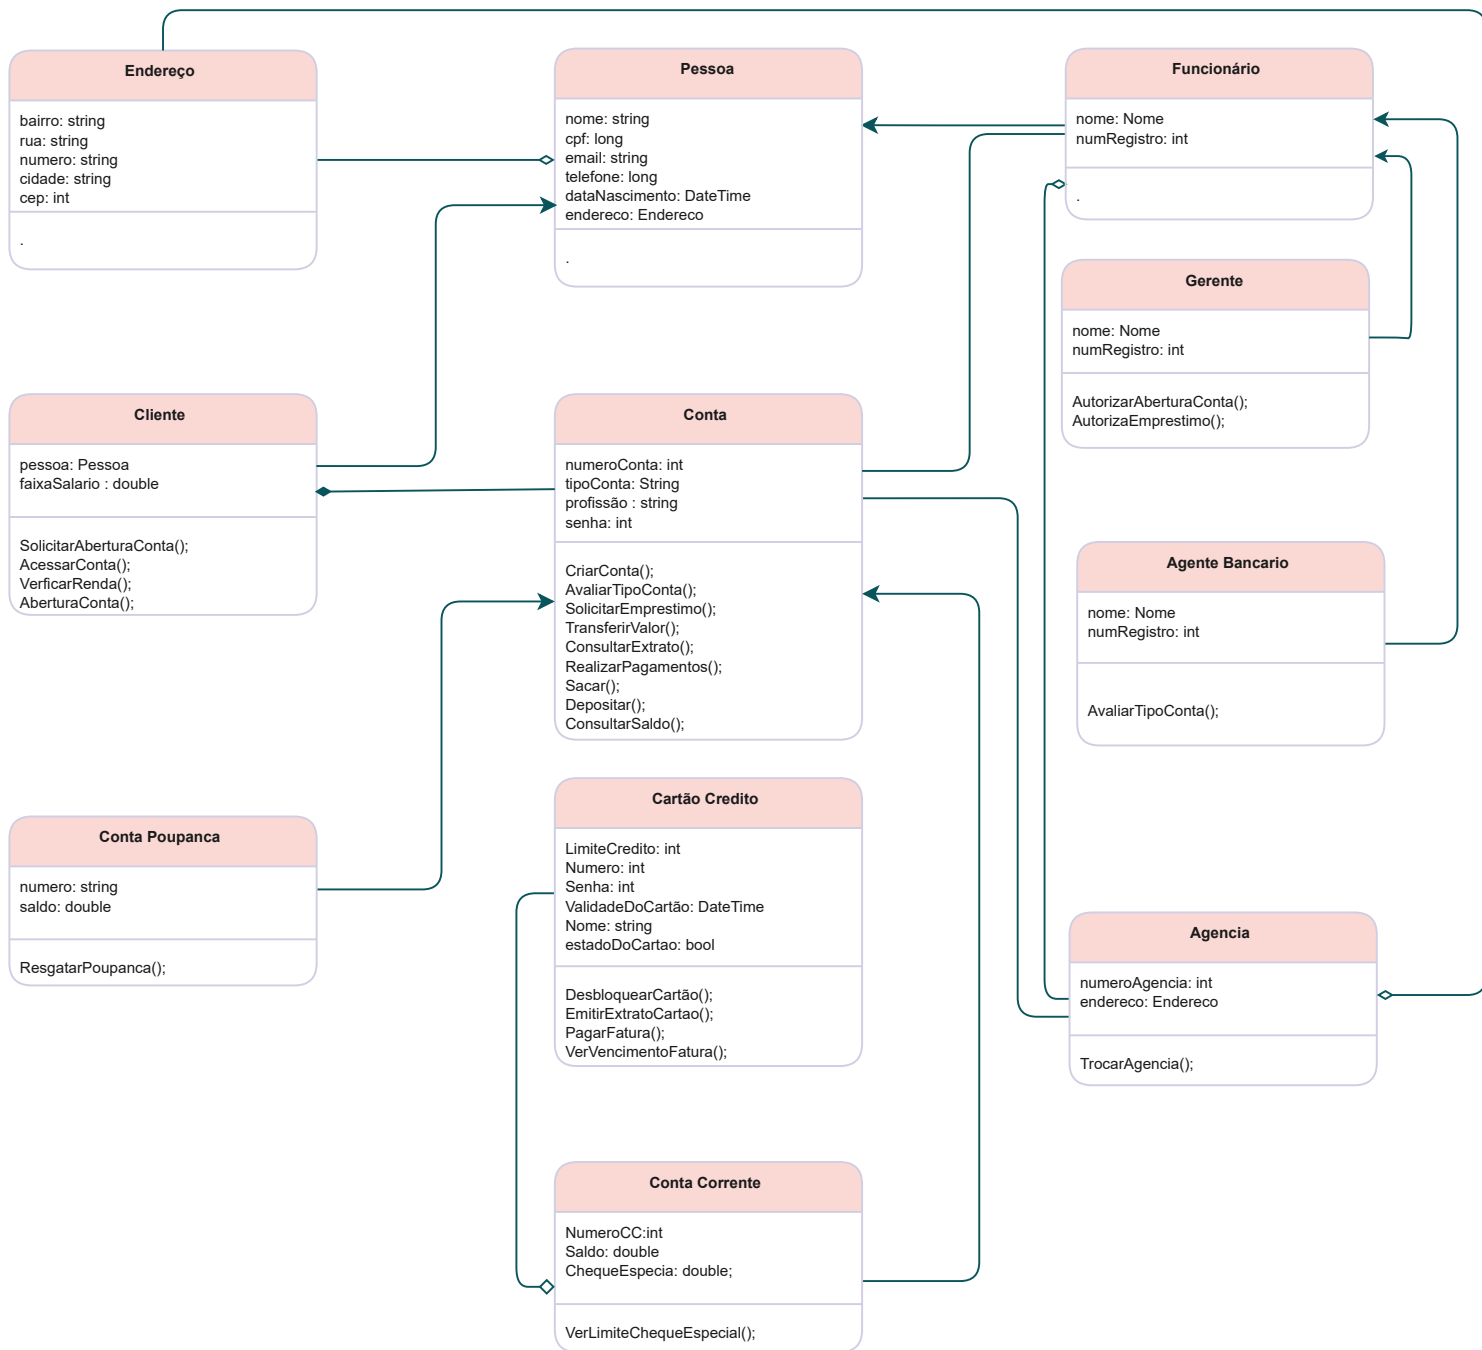 Endereço
bairro: string
rua: string
numero: string
cidade: string
cep: int
.
Pessoa
nome: string
cpf: long
email: string
telefone: long
dataNascimento: DateTime
endereco: Endereco
.
Funcionário
nome: Nome
numRegistro: int
.
Gerente
nome: Nome
numRegistro: int
AutorizarAberturaConta();
AutorizaEmprestimo();
Cliente
pessoa: Pessoa
faixaSalario : double
SolicitarAberturaConta();
AcessarConta();
VerficarRenda();
AberturaConta();
Conta
numeroConta: int
tipoConta: String
profissão : string
senha: int
CriarConta();
AvaliarTipoConta();
SolicitarEmprestimo();
TransferirValor();
ConsultarExtrato();
RealizarPagamentos();
Sacar();
Depositar();
ConsultarSaldo();
Agente Bancario
nome: Nome
numRegistro: int
AvaliarTipoConta();
Conta Poupanca
numero: string
saldo: double
ResgatarPoupanca();
Cartão Credito
LimiteCredito: int
Numero: int
Senha: int
ValidadeDoCartão: DateTime
Nome: string
estadoDoCartao: bool
DesbloquearCartão();
EmitirExtratoCartao();
PagarFatura();
VerVencimentoFatura();
Agencia
numeroAgencia: int
endereco: Endereco
TrocarAgencia();
Conta Corrente
NumeroCC:int
Saldo: double
ChequeEspecia: double;
VerLimiteChequeEspecial();